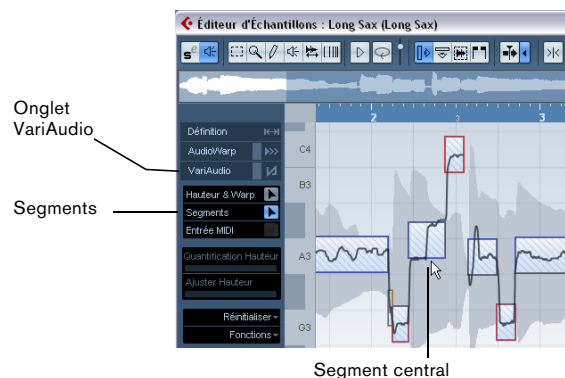 Éditeur d'Échantillons : Long Sax (Long Sax)
2
3
3
Onglet
VariAudio
Définition
AudioWarp
VariAudio
C4
Hauteur & Warp
B3
Segments
Segments
Entrée MIDI
Quantification Hauteur
A3
Ajuster Hauteur
Réinitialiser
G3
Fonctions
Segment central